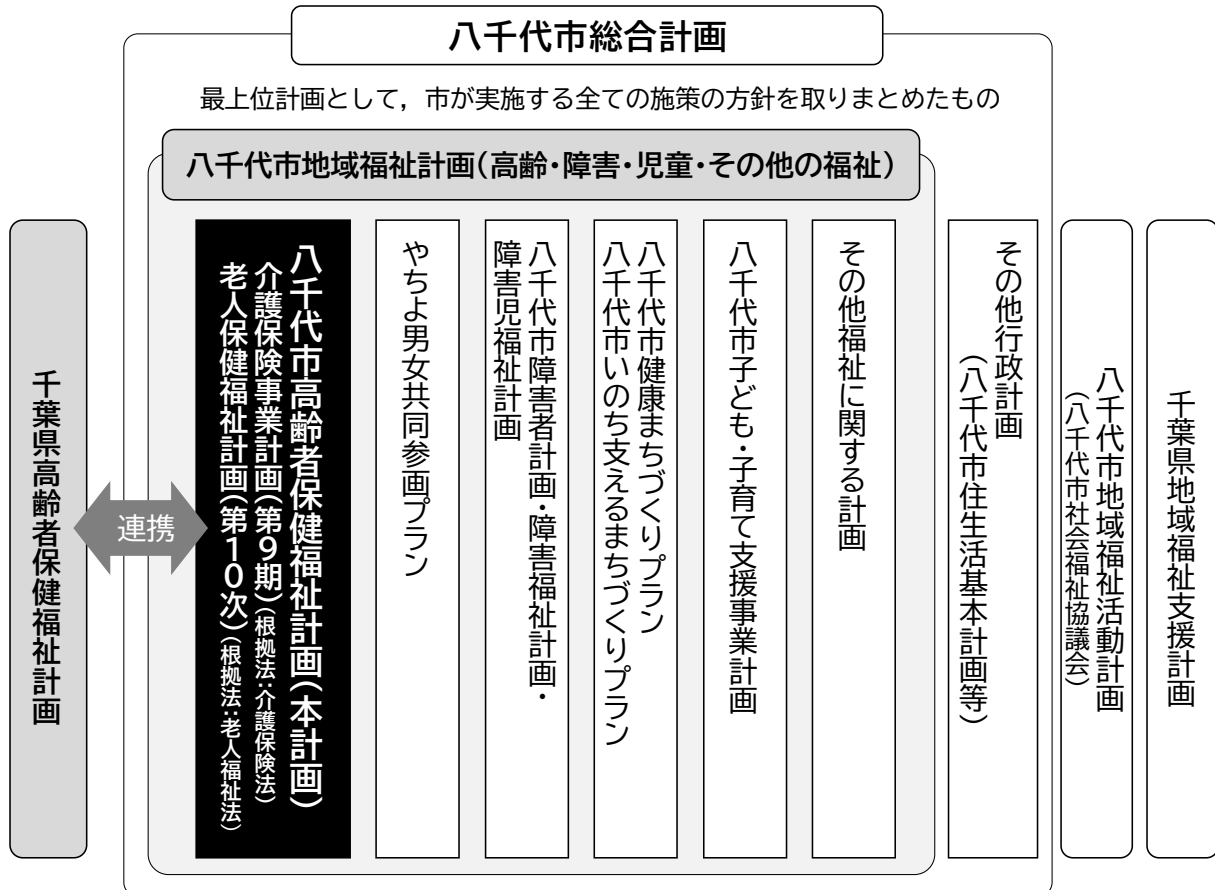 八千代市総合計画
最上位計画として，市が実施する全ての施策の方針を取りまとめたもの
八千代市地域福祉計画（高齢・障害・児童・その他の福祉）
千葉県高齢者保健福祉計画
連携
八千代市高齢者保健福祉計画（本計画）
介護保険事業計画（第９期）（根拠法：介護保険法）
老人保健福祉計画（第１０次）（根拠法：老人福祉法）
やちよ男女共同参画プラン
八千代市障害者計画・障害福祉計画・
障害児福祉計画
八千代市健康まちづくりプラン
八千代市いのち支えるまちづくりプラン
八千代市子ども・子育て支援事業計画
その他福祉に関する計画
その他行政計画
（八千代市住生活基本計画等）
八千代市地域福祉活動計画
（八千代市社会福祉協議会）
千葉県地域福祉支援計画